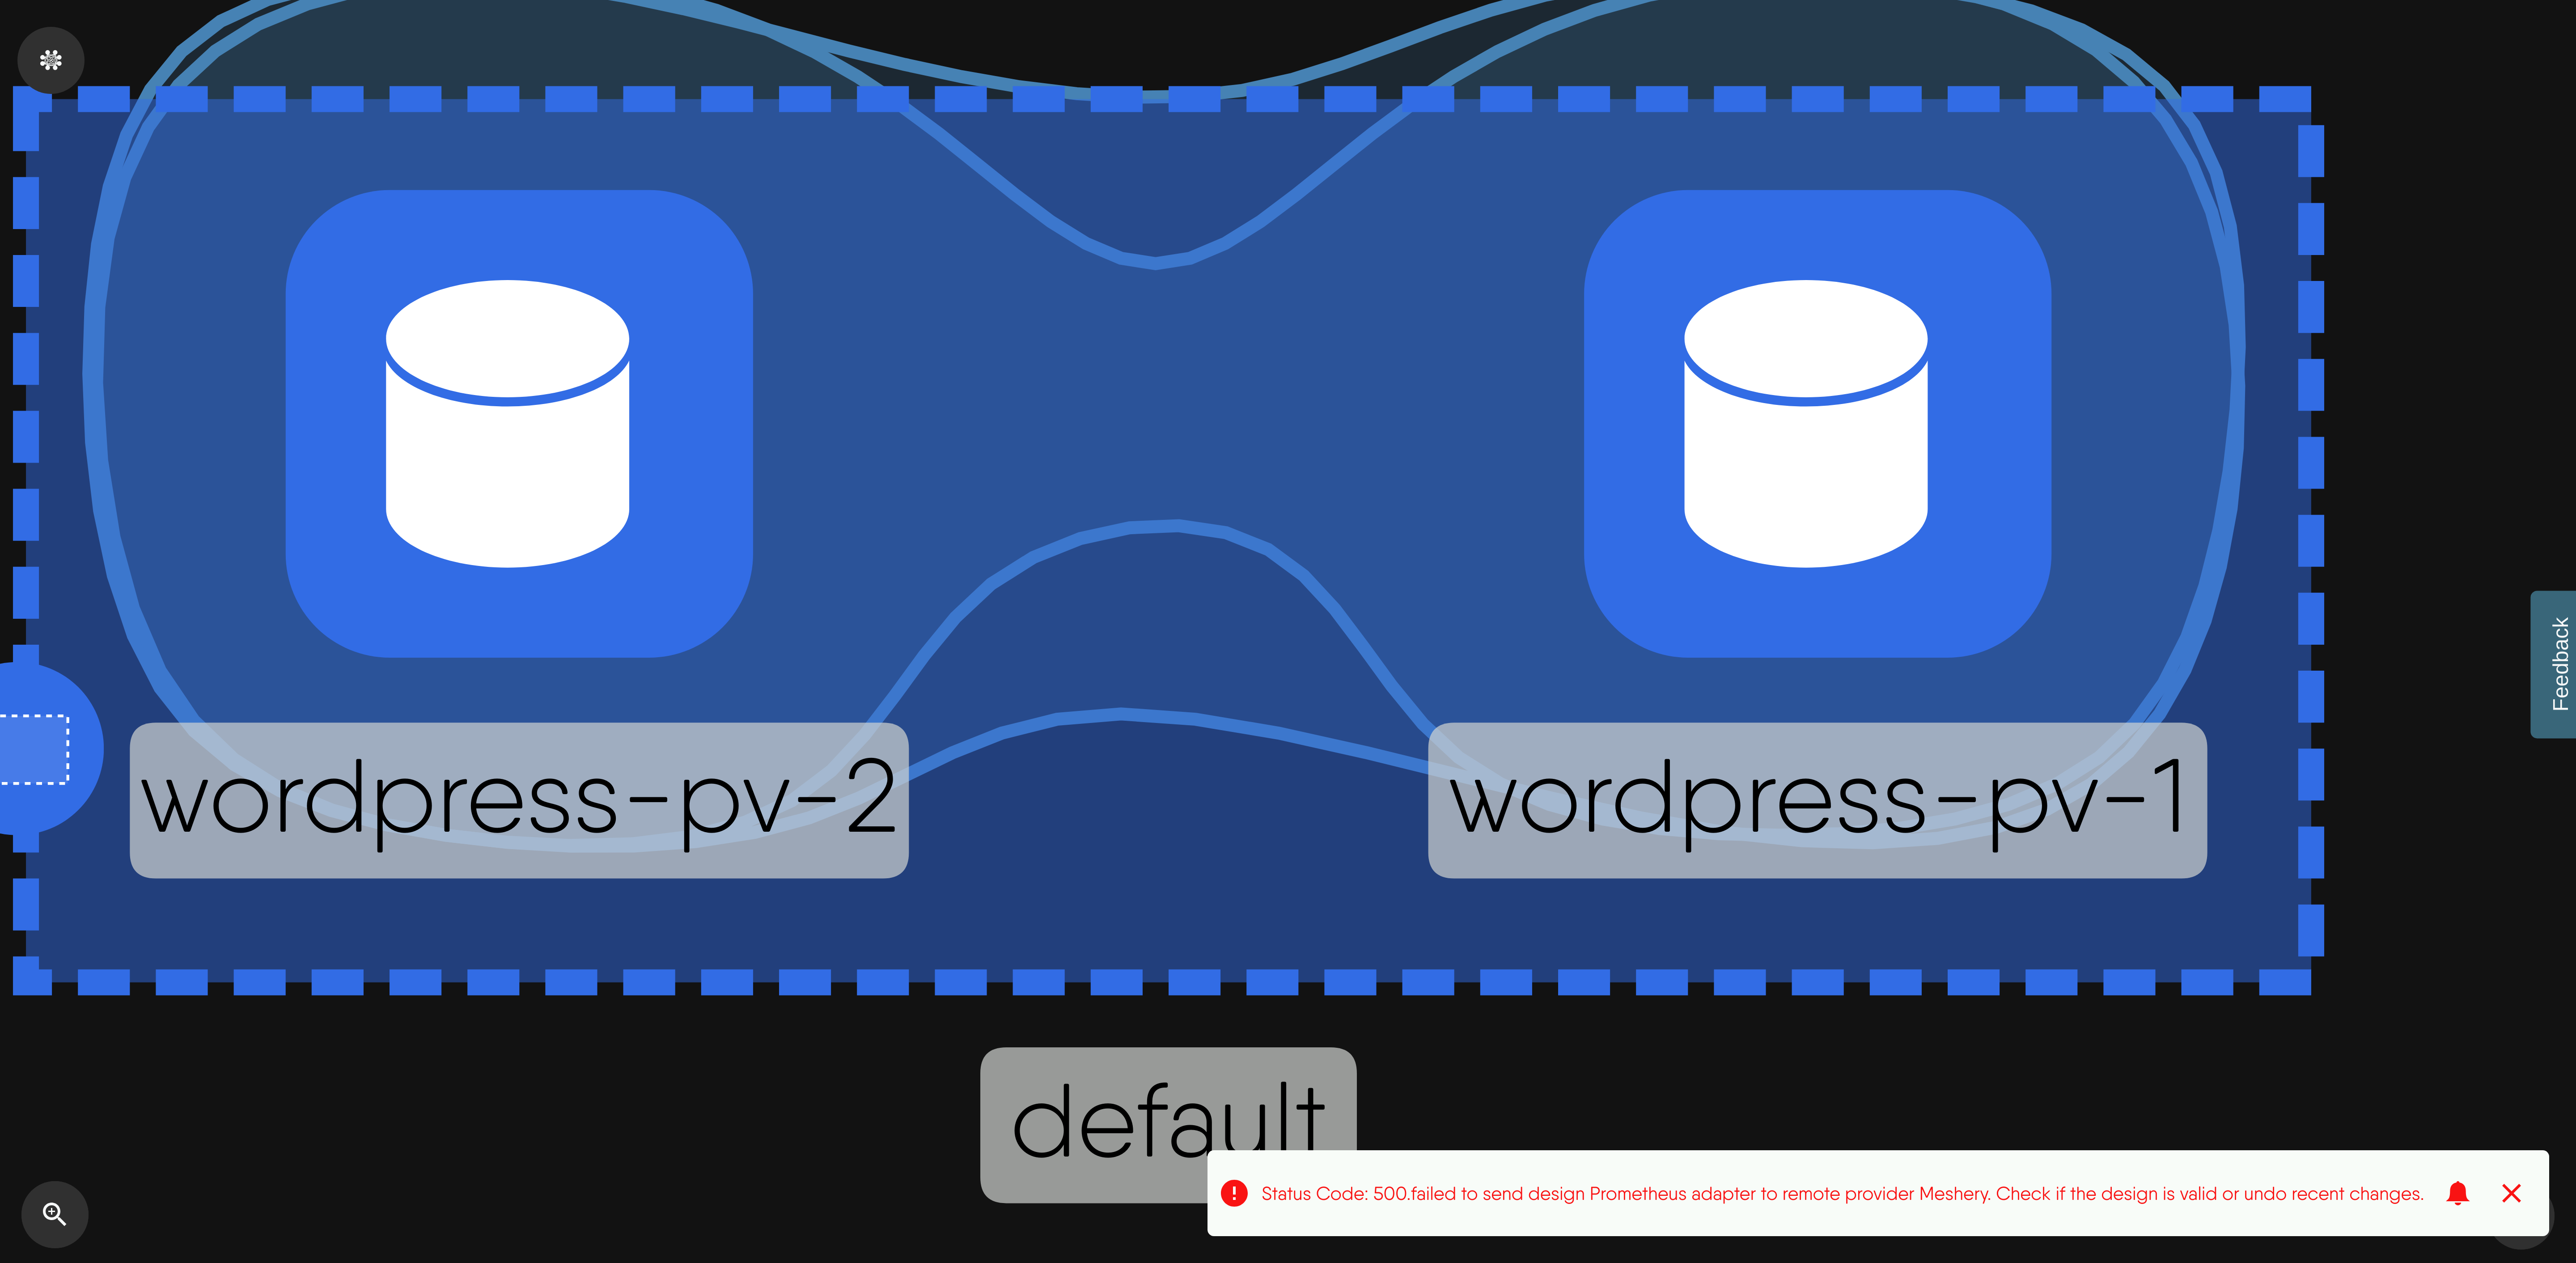 wordpress-pv-2
wordpress-pv-1
Feedback
default
Status Code: 500.failed to send design Prometheus adapter to remote provider Meshery. Check if the design is valid or undo recent changes.